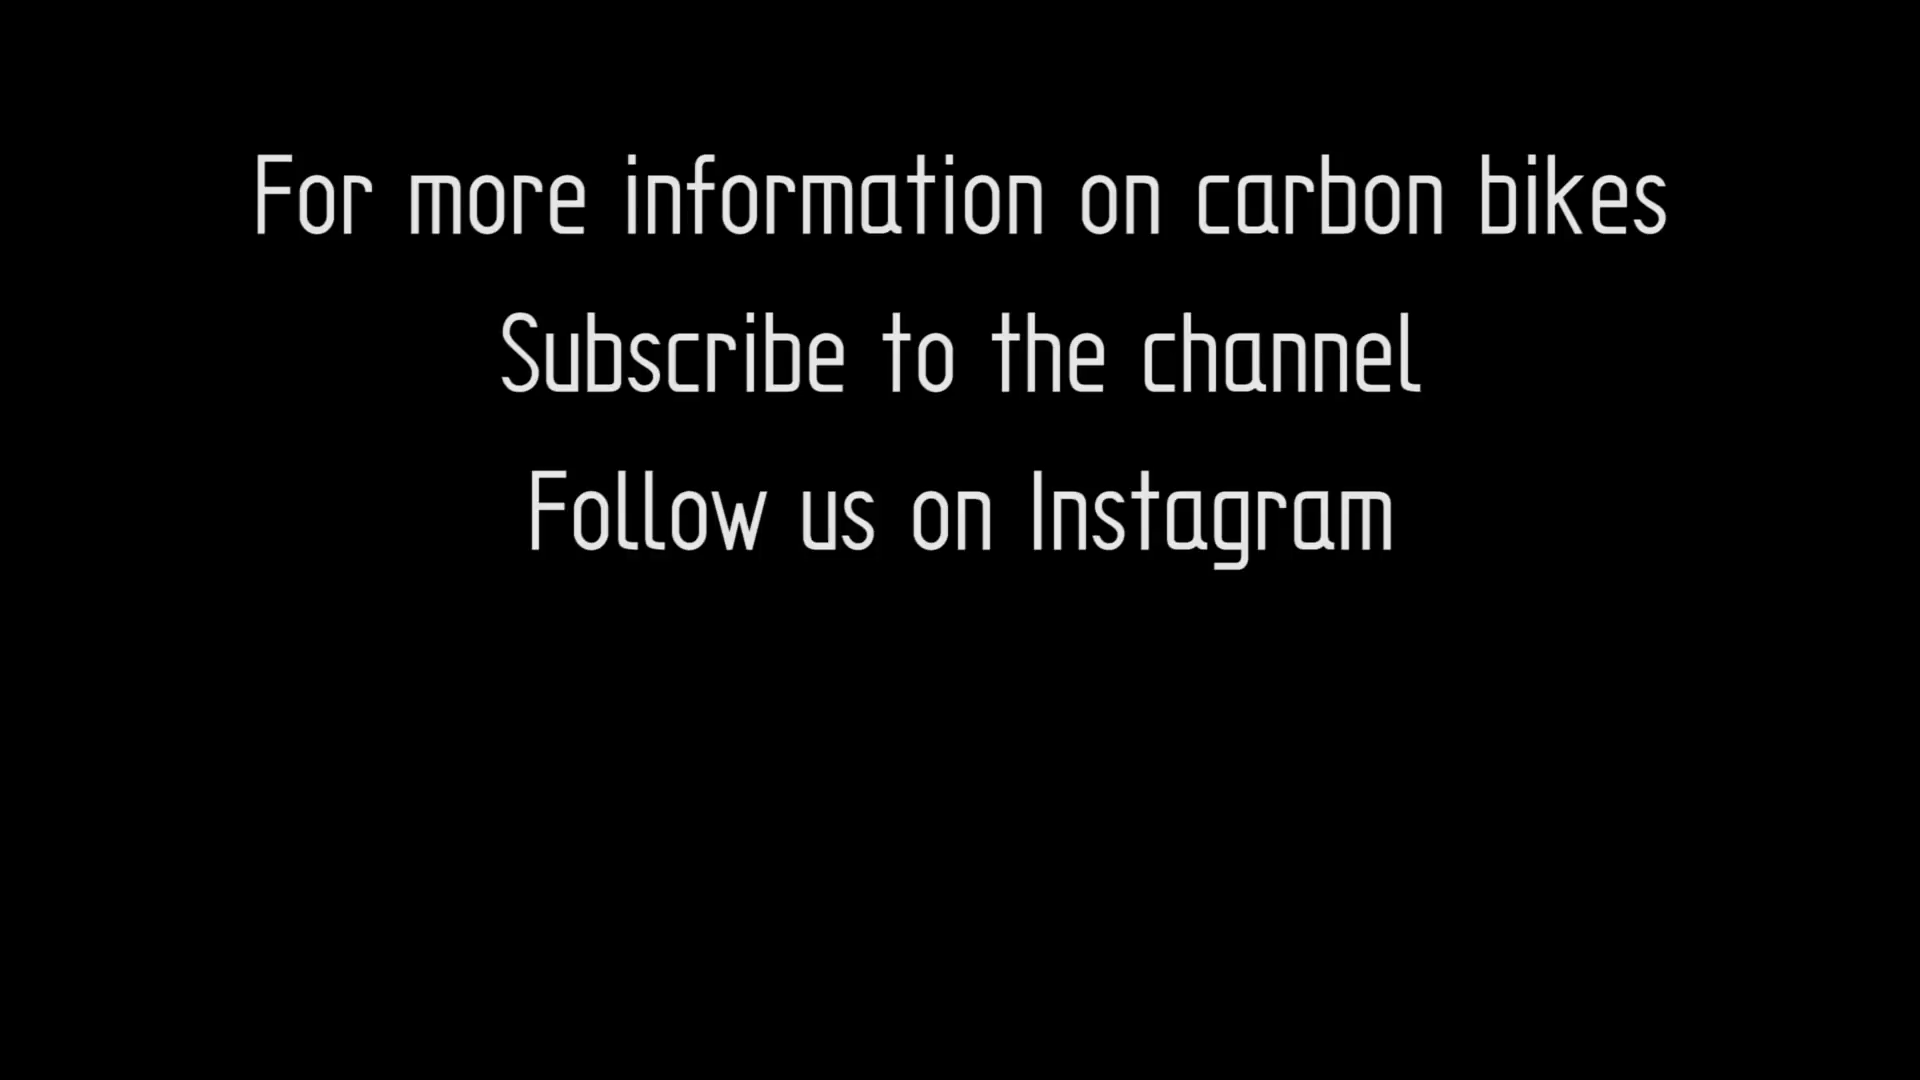 For more information on carbon bikes
Subscribe to the channel
Follow us on Instagram